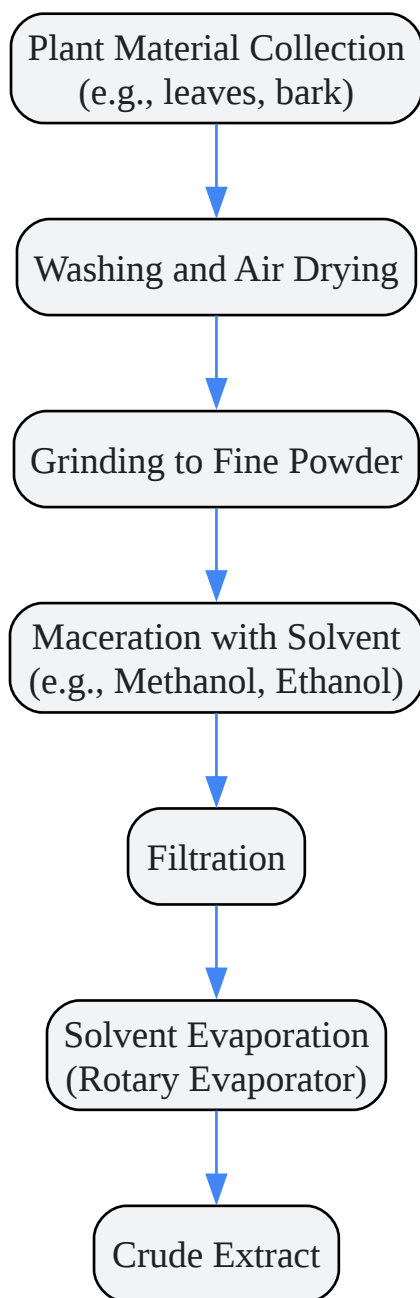 Plant Material Collection
(e.g., leaves, bark)
Washing and Air Drying
Grinding to Fine Powder
Maceration with Solvent
(e.g., Methanol, Ethanol)
Filtration
Solvent Evaporation
(Rotary Evaporator)
Crude Extract